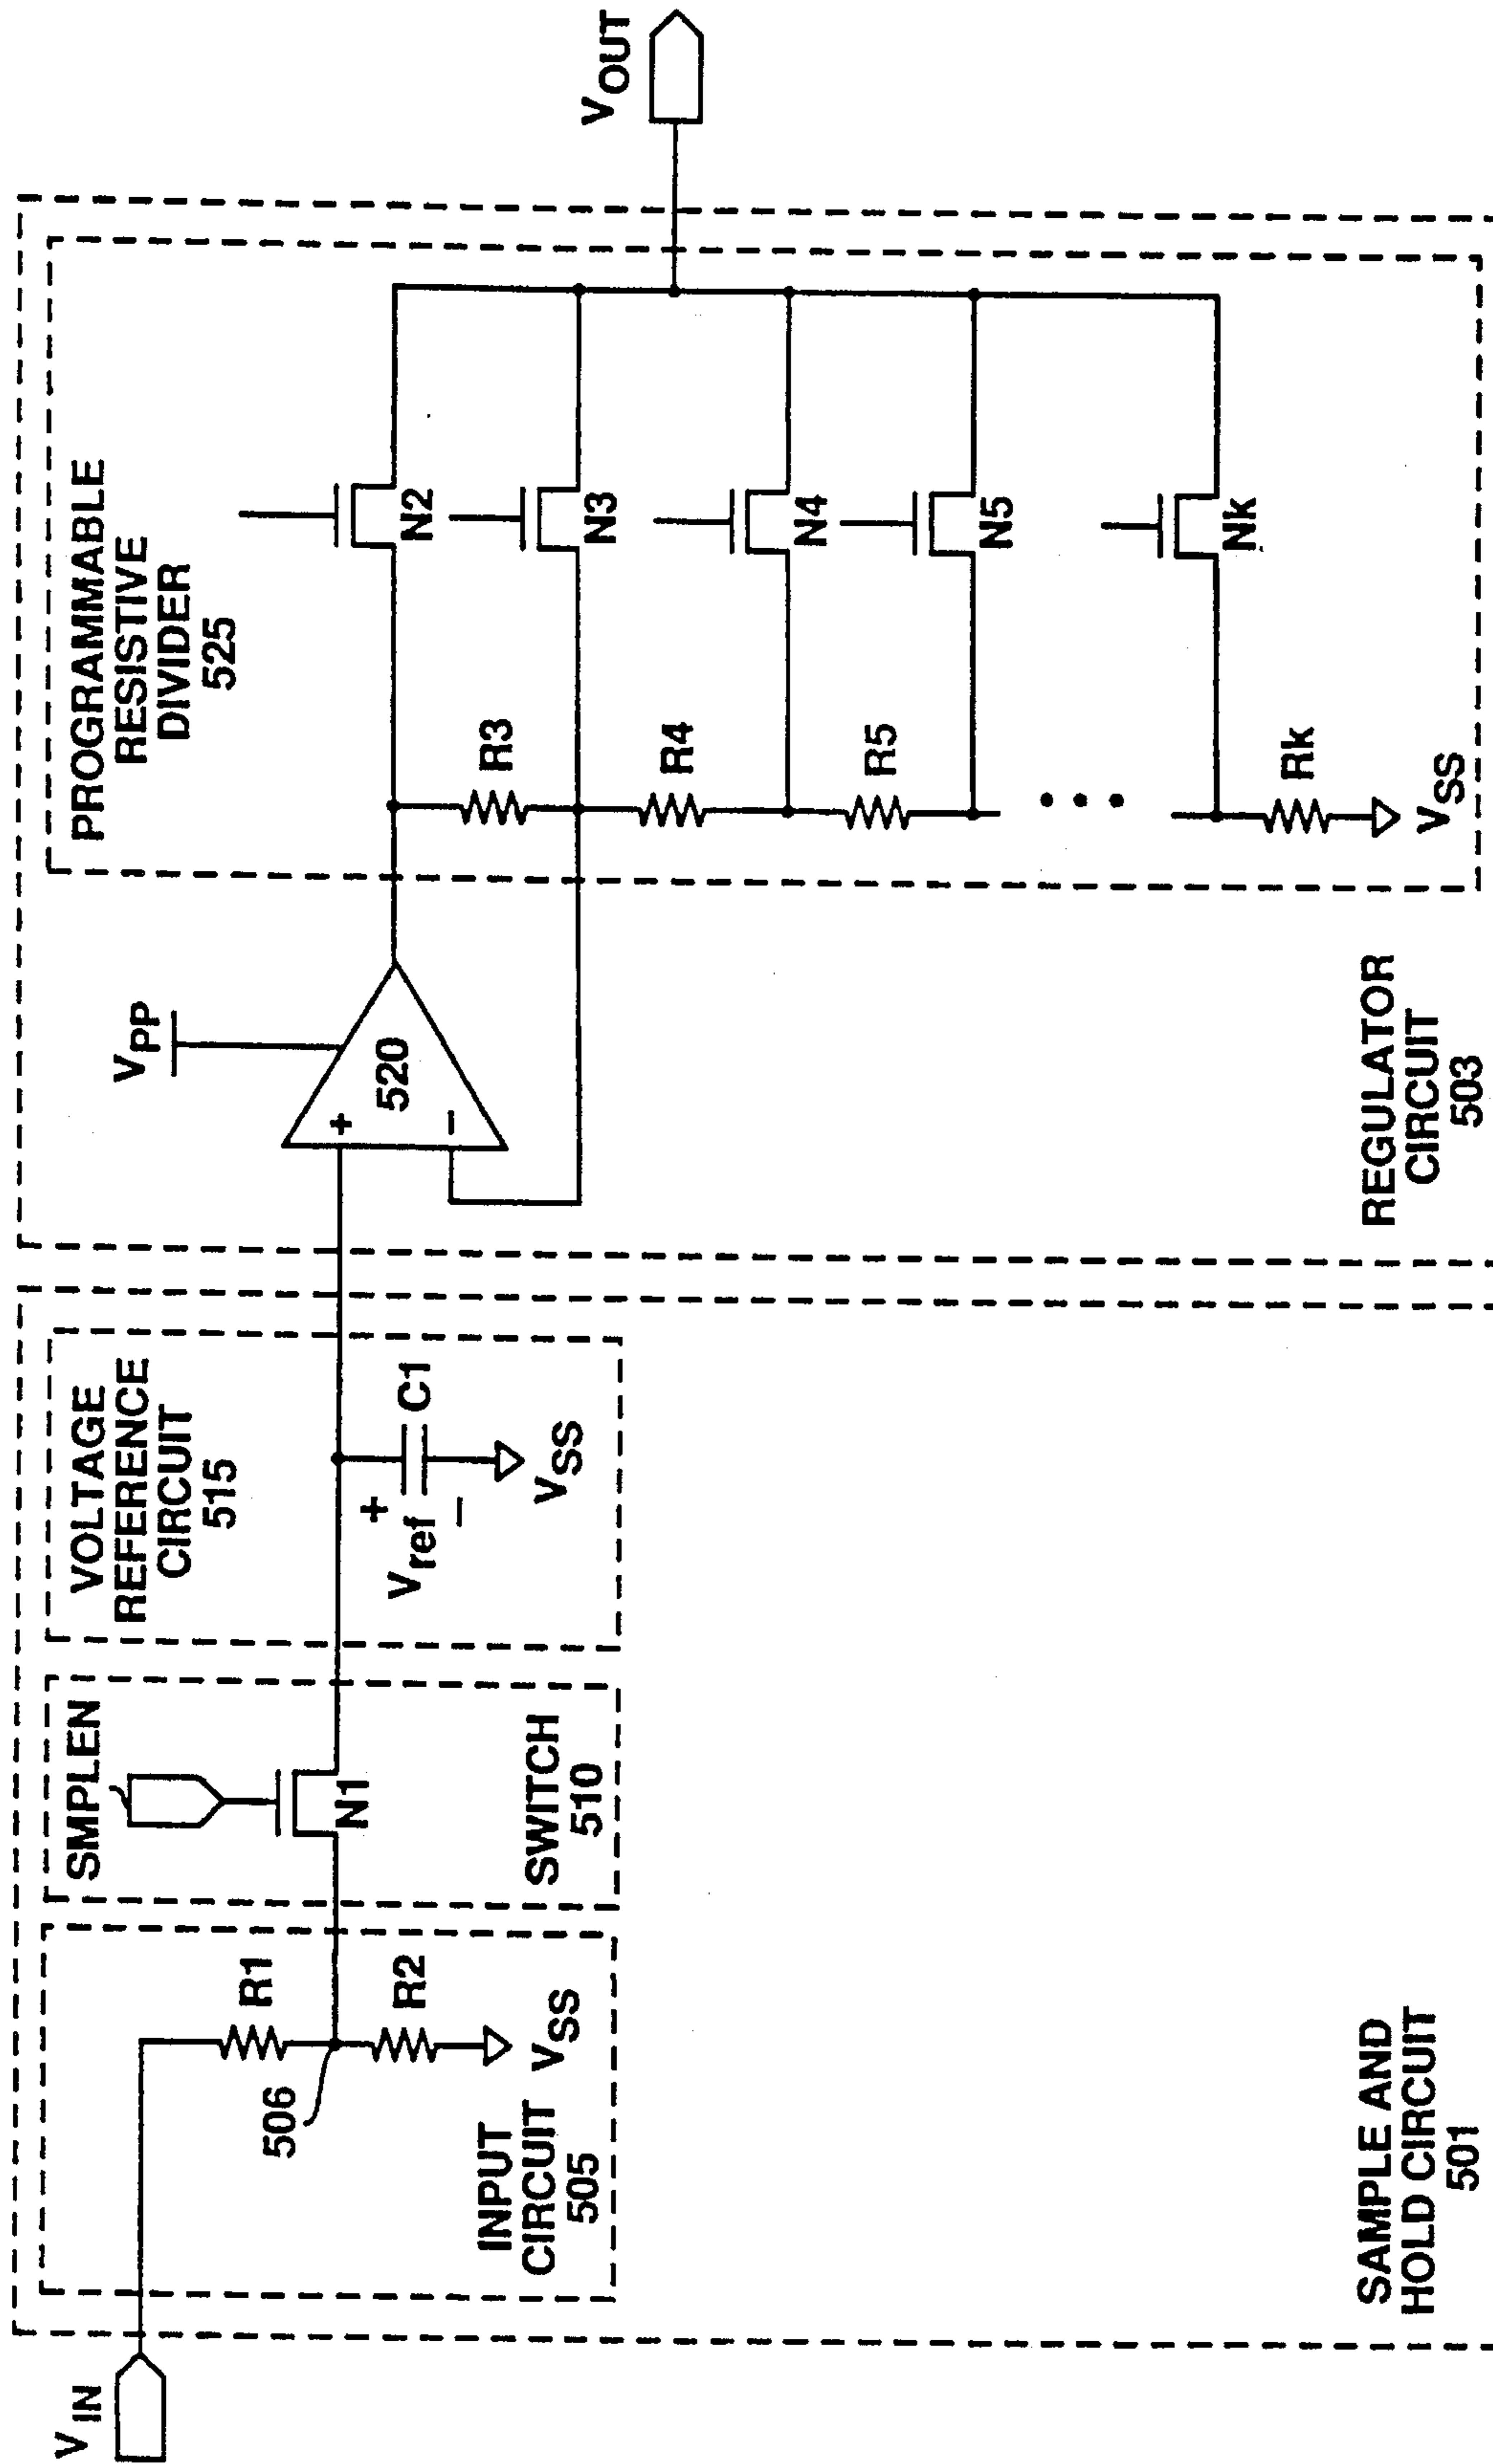 V IN
INPUT
CIRCUIT
505
506
R1
R2
VSS
SMPLEN
N1
SWITCH
510
VOLTAGE
REFERENCE
CIRCUIT
515
+
Vref
−
C1
VSS
SAMPLE AND
HOLD CIRCUIT
501
VPP
+
−
520
REGULATOR
CIRCUIT
503
PROGRAMMABLE
RESISTIVE
DIVIDER
525
R3
R4
R5
Rk
VSS
N2
N3
N4
N5
Nk
VOUT